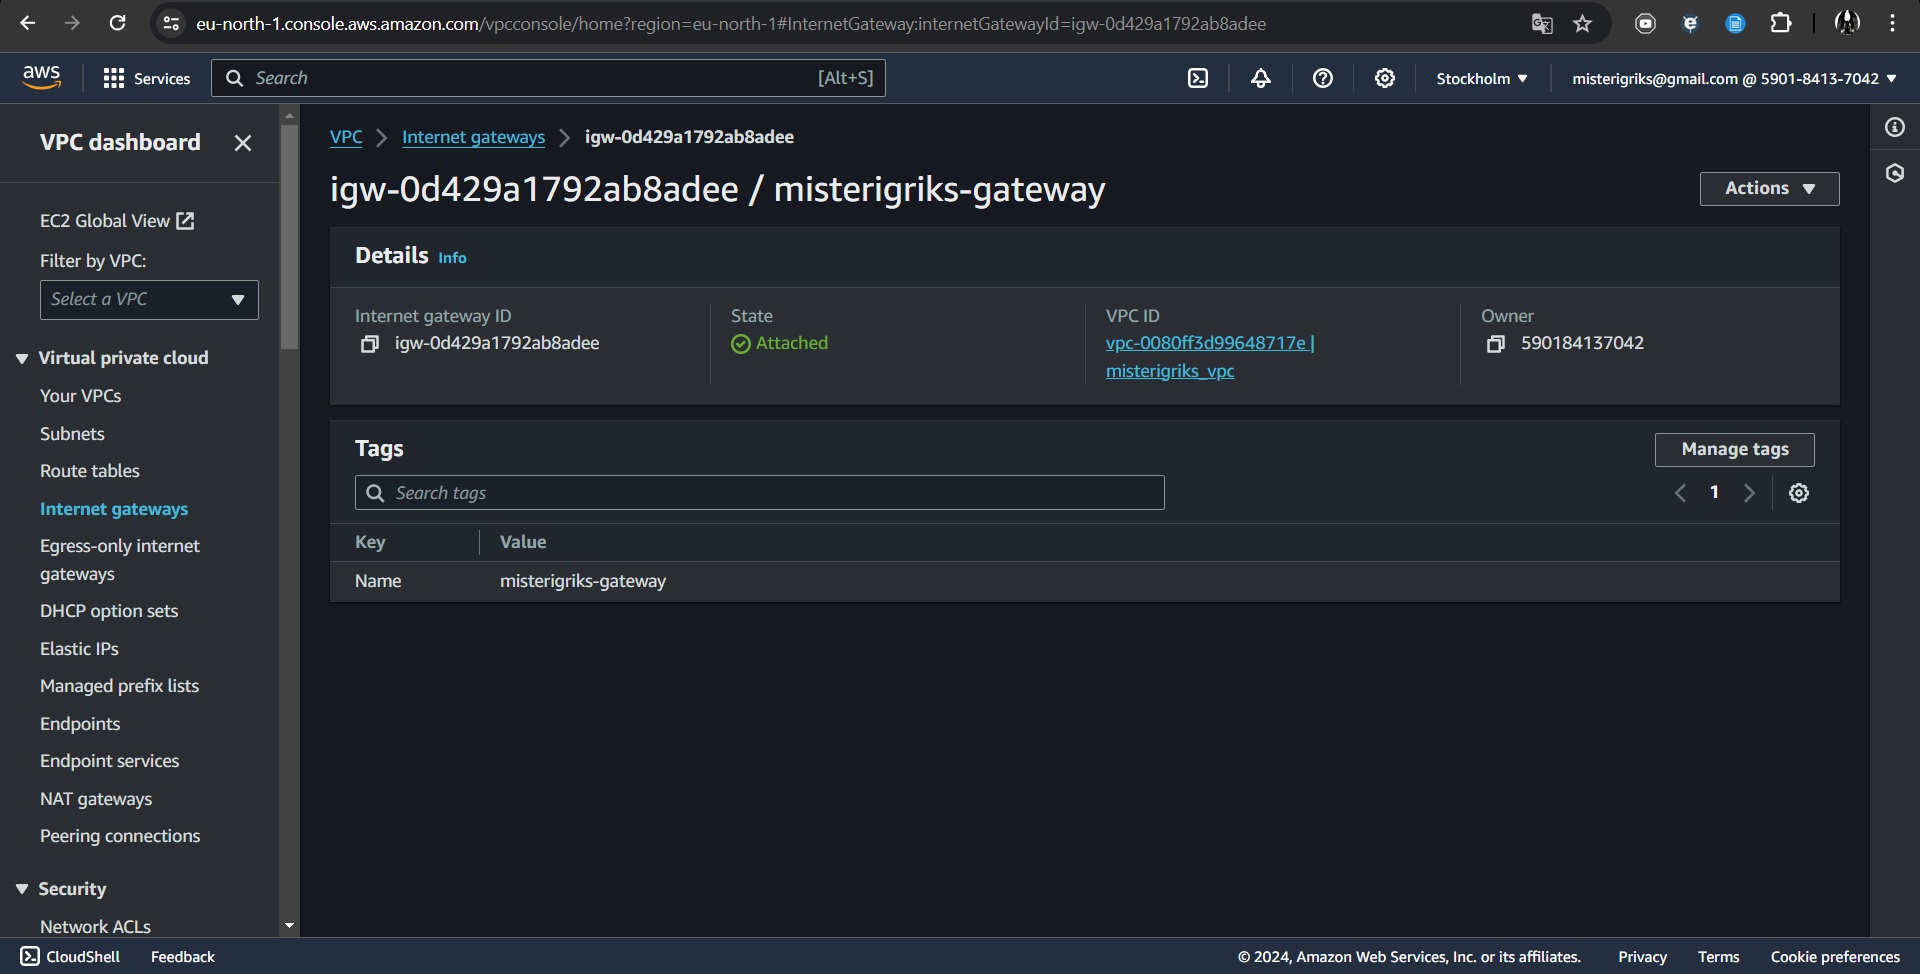 eu-north-1.console.aws.amazon.com/vpcconsole/home?region=eu-north-1#InternetGateway:internetGatewayId=igw-0d429a1792ab8adee
aws
Services
Search
[Alt+S]
Stockholm
misterigriks@gmail.com @ 5901-8413-7042
VPC dashboard
EC2 Global View
Filter by VPC:
Select a VPC
Virtual private cloud
Your VPCs
Subnets
Route tables
Internet gateways
Egress-only internet
gateways
DHCP option sets
Elastic IPs
Managed prefix lists
Endpoints
Endpoint services
NAT gateways
Peering connections
Security
Network ACLs
VPC
Internet gateways
igw-0d429a1792ab8adee
igw-0d429a1792ab8adee / misterigriks-gateway
Actions
Details Info
Internet gateway ID
igw-0d429a1792ab8adee
State
Attached
VPC ID
vpc-0080ff3d99648717e |
misterigriks_vpc
Owner
590184137042
Tags
Manage tags
Search tags
1
Key
Value
Name
misterigriks-gateway
CloudShell
Feedback
© 2024, Amazon Web Services, Inc. or its affiliates.
Privacy
Terms
Cookie preferences